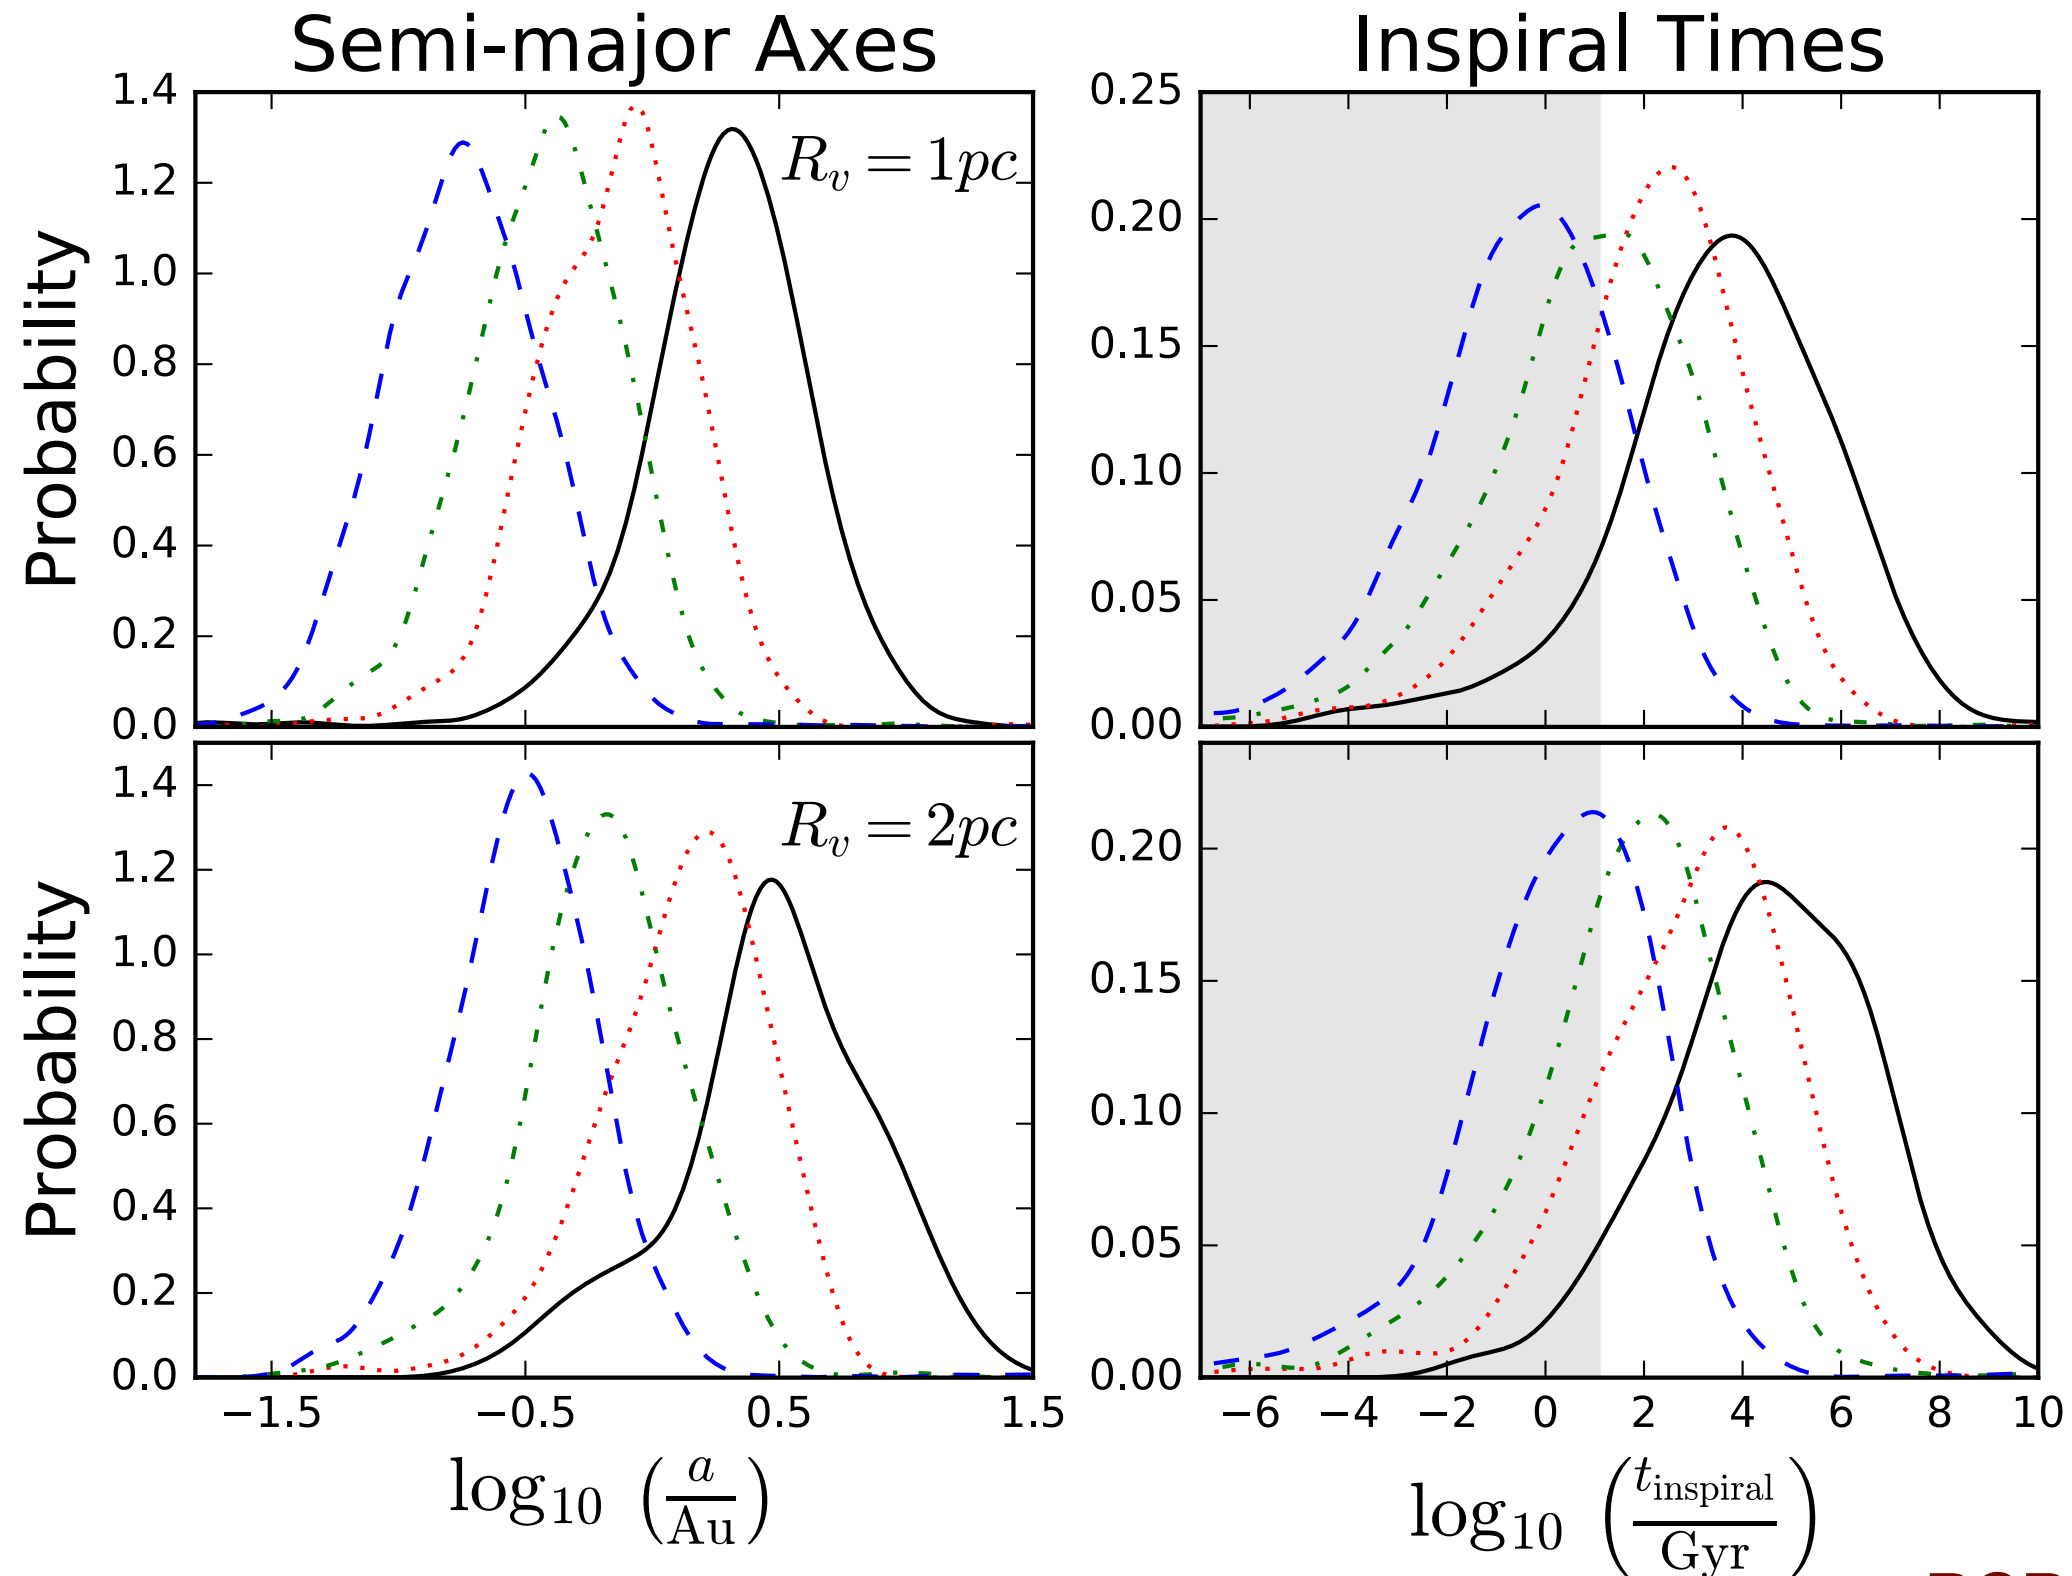 Semi-major Axes
Inspiral Times
Probability
1.4
1.2
1.0
0.8
0.6
0.4
0.2
0.0
R_v = 1pc
0.25
0.20
0.15
0.10
0.05
0.00
Probability
1.4
1.2
1.0
0.8
0.6
0.4
0.2
0.0
R_v = 2pc
0.20
0.15
0.10
0.05
0.00
−1.5 −0.5 0.5 1.5
−6 −4 −2 0 2 4 6 8 10
log₁₀ (a/Au)
log₁₀ (t_inspiral/Gyr)